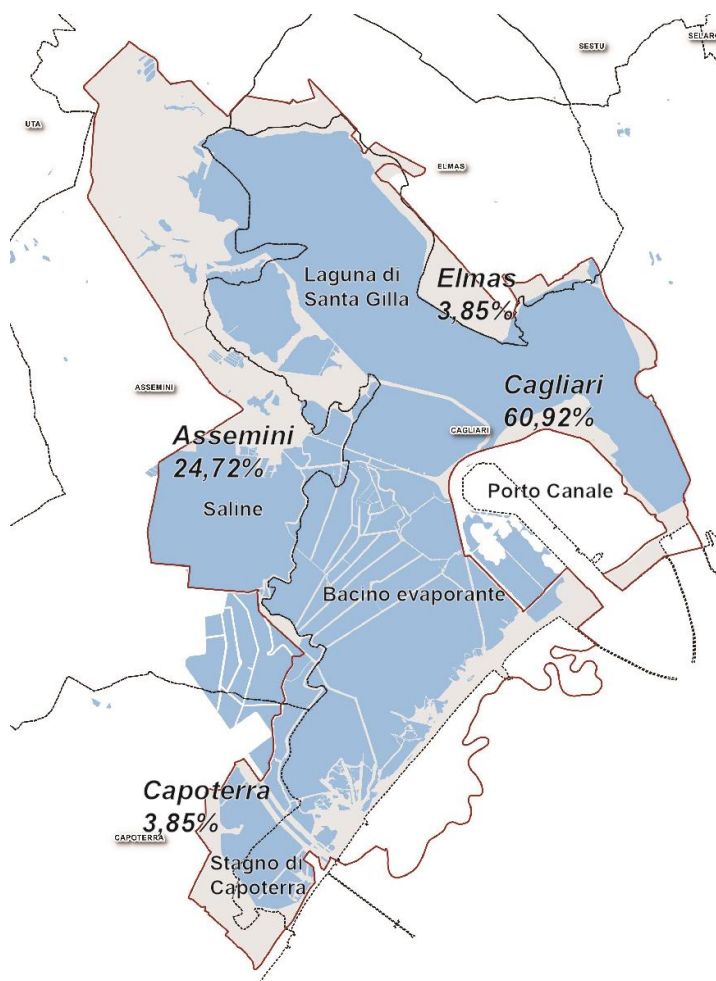 SESTU
SELARG
UTA
ELMAS
Laguna di
Santa Gilla
Elmas
3,85%
ASSEMINI
Cagliari
60,92%
Assemini
24,72%
CAGLIARI
Saline
Porto Canale
Bacino evaporante
Capoterra
3,85%
CAPOTERRA
Stagno di
Capoterra